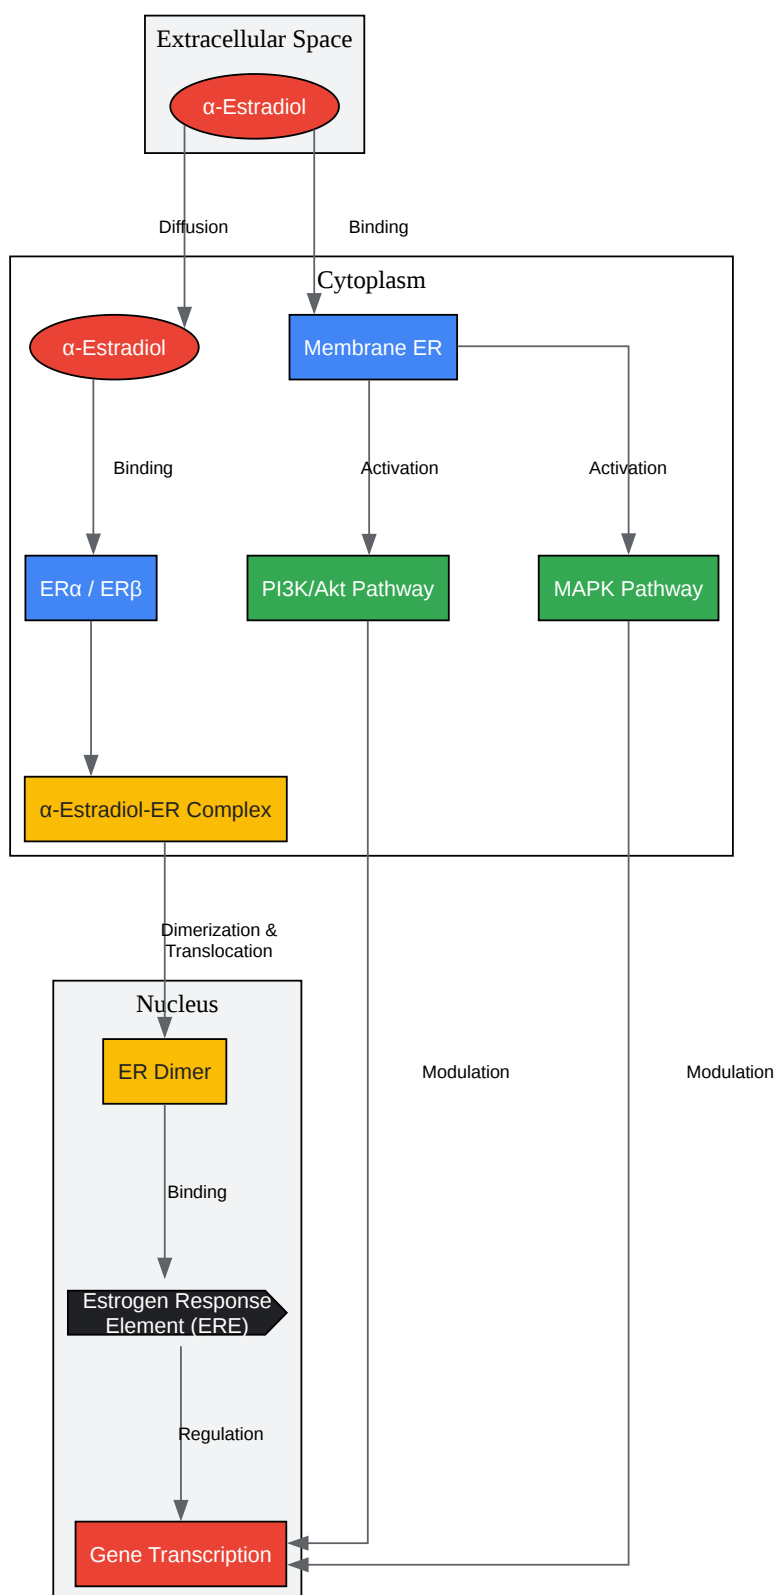 Extracellular Space
α-Estradiol
Diffusion
Binding
Cytoplasm
α-Estradiol
Membrane ER
Binding
Activation
Activation
ERα / ERβ
PI3K/Akt Pathway
MAPK Pathway
α-Estradiol-ER Complex
Dimerization &
Translocation
Nucleus
ER Dimer
Modulation
Modulation
Binding
Estrogen Response
Element (ERE)
Regulation
Gene Transcription